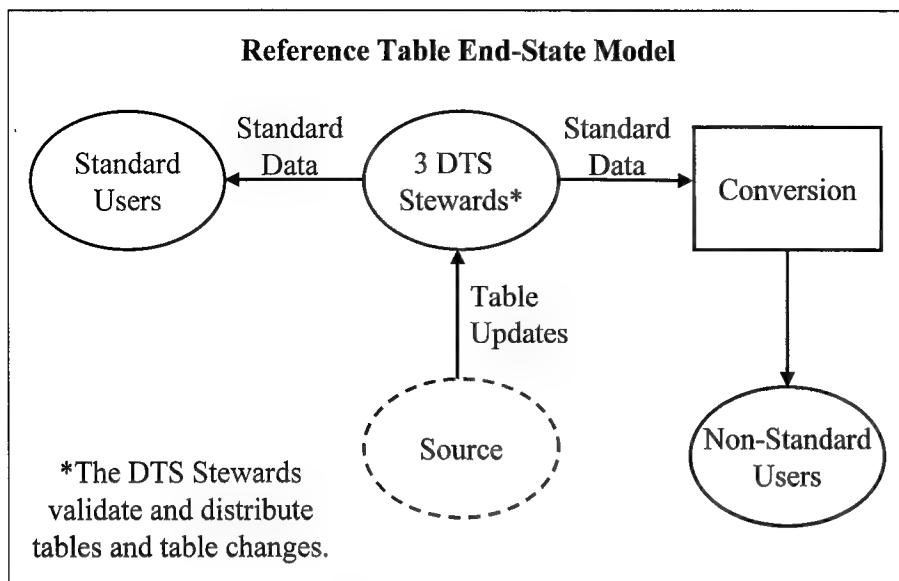 Reference Table End-State Model
Standard
Data
Standard
Data
Standard
Users
3 DTS
Stewards*
Conversion
Table
Updates
Source
Non-Standard
Users
*The DTS Stewards
validate and distribute
tables and table changes.